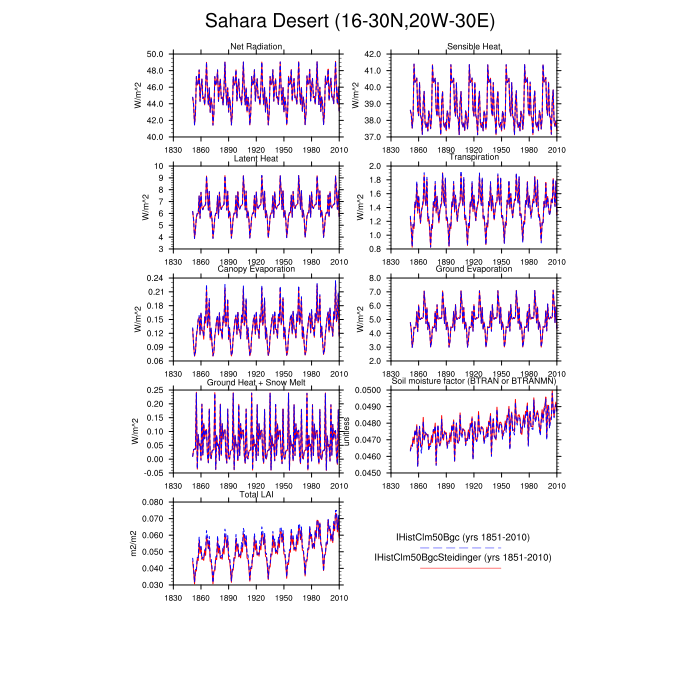 Sahara Desert (16-30N,20W-30E)
Net Radiation
W/m^2
50.0
48.0
46.0
44.0
42.0
40.0
1830 1860 1890 1920 1950 1980 2010
Sensible Heat
W/m^2
42.0
41.0
40.0
39.0
38.0
37.0
1830 1860 1890 1920 1950 1980 2010
Latent Heat
W/m^2
10
9
8
7
6
5
4
3
1830 1860 1890 1920 1950 1980 2010
Transpiration
W/m^2
2.0
1.8
1.6
1.4
1.2
1.0
0.8
1830 1860 1890 1920 1950 1980 2010
Canopy Evaporation
W/m^2
0.24
0.21
0.18
0.15
0.12
0.09
0.06
1830 1860 1890 1920 1950 1980 2010
Ground Evaporation
W/m^2
8.0
7.0
6.0
5.0
4.0
3.0
2.0
1830 1860 1890 1920 1950 1980 2010
Ground Heat + Snow Melt
W/m^2
0.25
0.20
0.15
0.10
0.05
0.00
-0.05
1830 1860 1890 1920 1950 1980 2010
Soil moisture factor (BTRAN or BTRANMN)
unitless
0.0500
0.0490
0.0480
0.0470
0.0460
0.0450
1830 1860 1890 1920 1950 1980 2010
Total LAI
m2/m2
0.080
0.070
0.060
0.050
0.040
0.030
1830 1860 1890 1920 1950 1980 2010
IHistClm50Bgc (yrs 1851-2010)
IHistClm50BgcSteidinger (yrs 1851-2010)